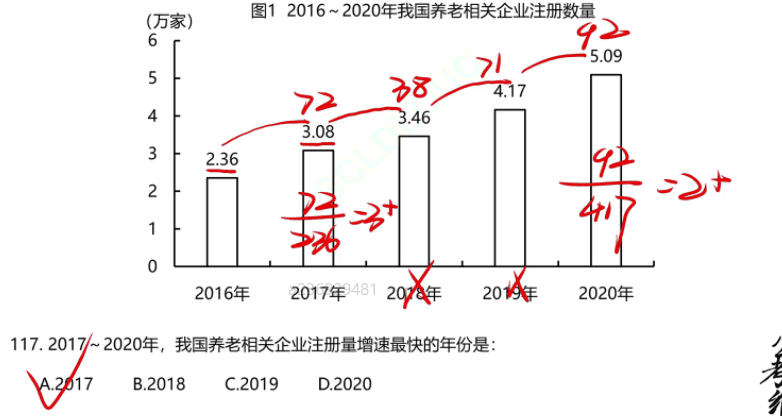 图1 2016～2020年我国养老相关企业注册数量
(万家)
6
5
4
3
2
1
0
72 38 71 92
2.36 3.08 3.46 4.17 5.09
72/236=3+
92/417=2+
2016年 2017年 2018年 2019年 2020年
117. 2017～2020年，我国养老相关企业注册量增速最快的年份是：
A.2017 B.2018 C.2019 D.2020